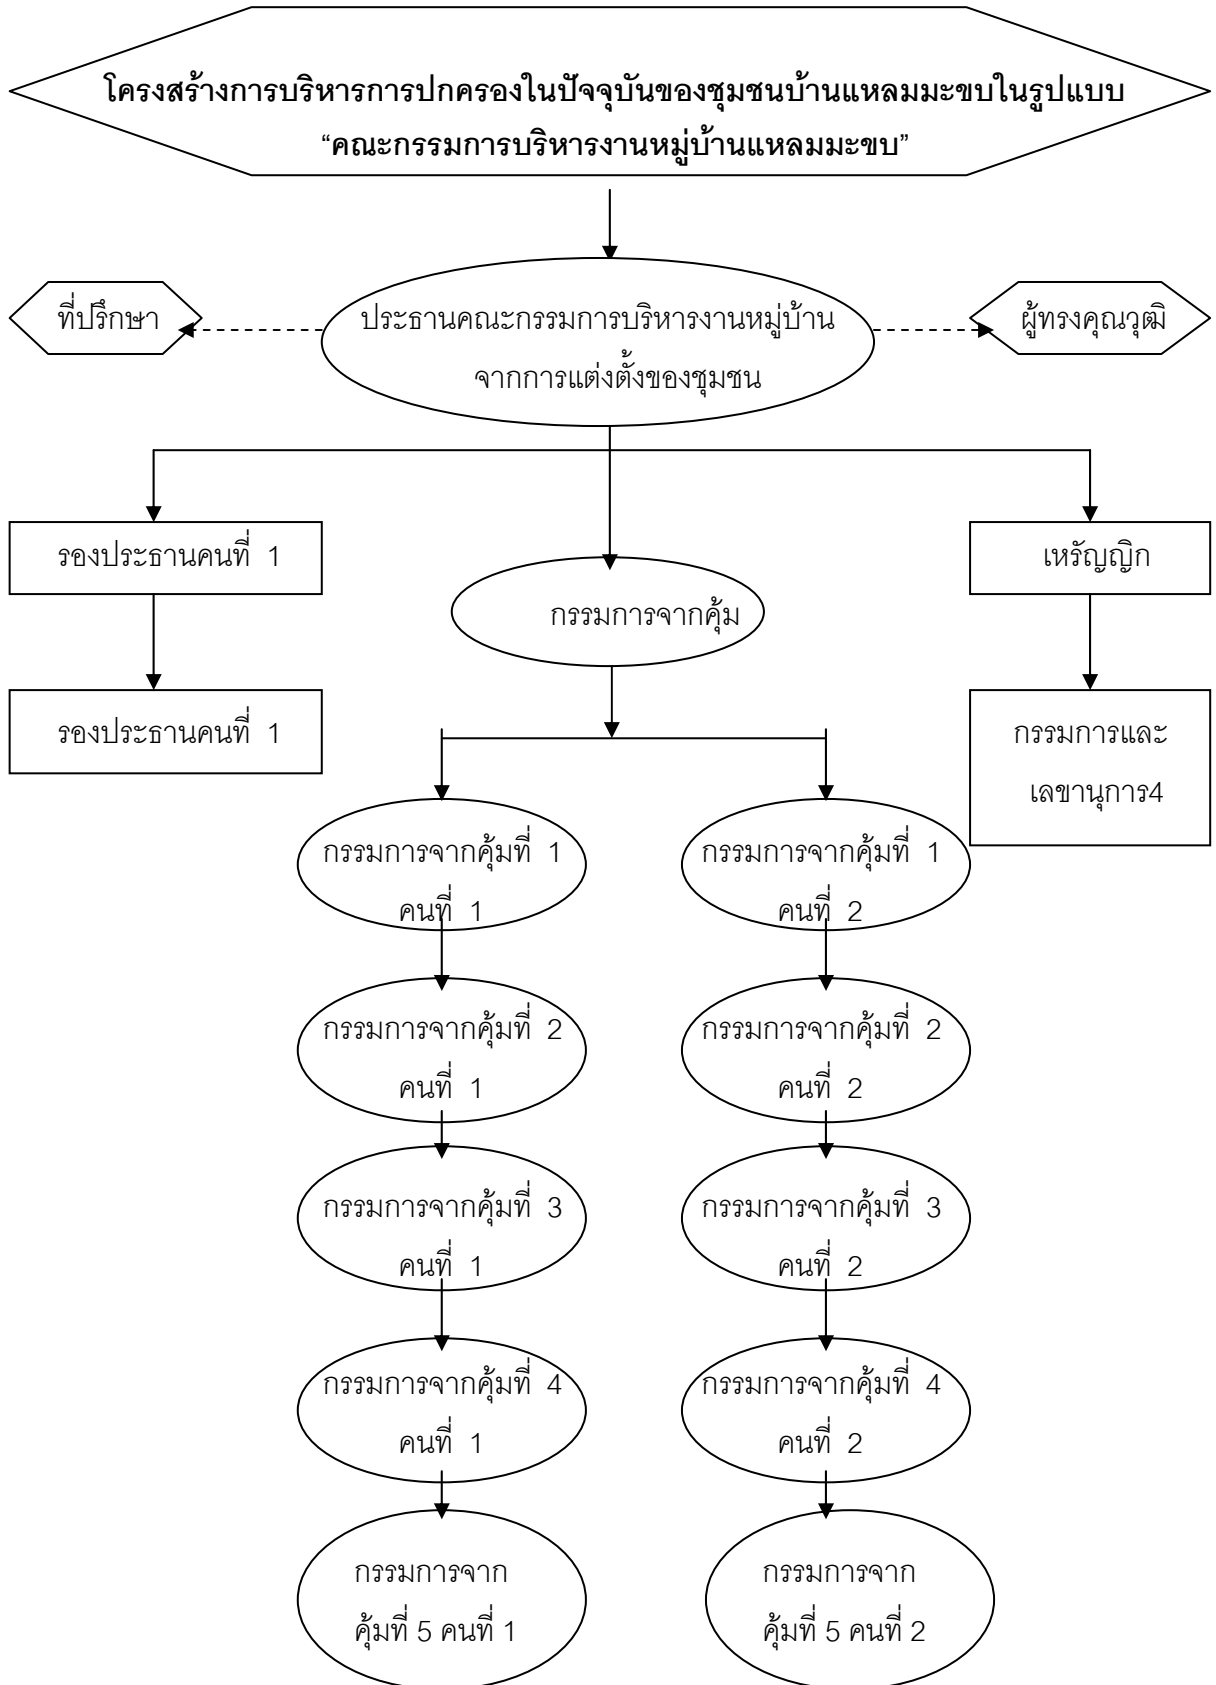 โครงสร้างการบริหารการปกครองในปัจจุบันของชุมชนบ้านแหลมมะขบในรูปแบบ
“คณะกรรมการบริหารงานหมู่บ้านแหลมมะขบ”
ที่ปรึกษา
ประธานคณะกรรมการบริหารงานหมู่บ้าน
จากการแต่งตั้งของชุมชน
ผู้ทรงคุณวุฒิ
รองประธานคนที่ 1
เหรัญญิก
กรรมการจากคุ้ม
รองประธานคนที่ 1
กรรมการและ
เลขานุการ4
กรรมการจากคุ้มที่ 1
คนที่ 1
กรรมการจากคุ้มที่ 1
คนที่ 2
กรรมการจากคุ้มที่ 2
คนที่ 1
กรรมการจากคุ้มที่ 2
คนที่ 2
กรรมการจากคุ้มที่ 3
คนที่ 1
กรรมการจากคุ้มที่ 3
คนที่ 2
กรรมการจากคุ้มที่ 4
คนที่ 1
กรรมการจากคุ้มที่ 4
คนที่ 2
กรรมการจาก
คุ้มที่ 5 คนที่ 1
กรรมการจาก
คุ้มที่ 5 คนที่ 2